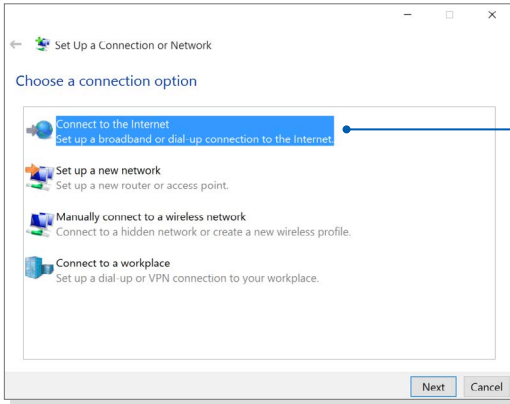 Set Up a Connection or Network
Choose a connection option
Connect to the Internet
Set up a broadband or dial-up connection to the Internet.
Set up a new network
Set up a new router or access point.
Manually connect to a wireless network
Connect to a hidden network or create a new wireless profile.
Connect to a workplace
Set up a dial-up or VPN connection to your workplace.
Next Cancel